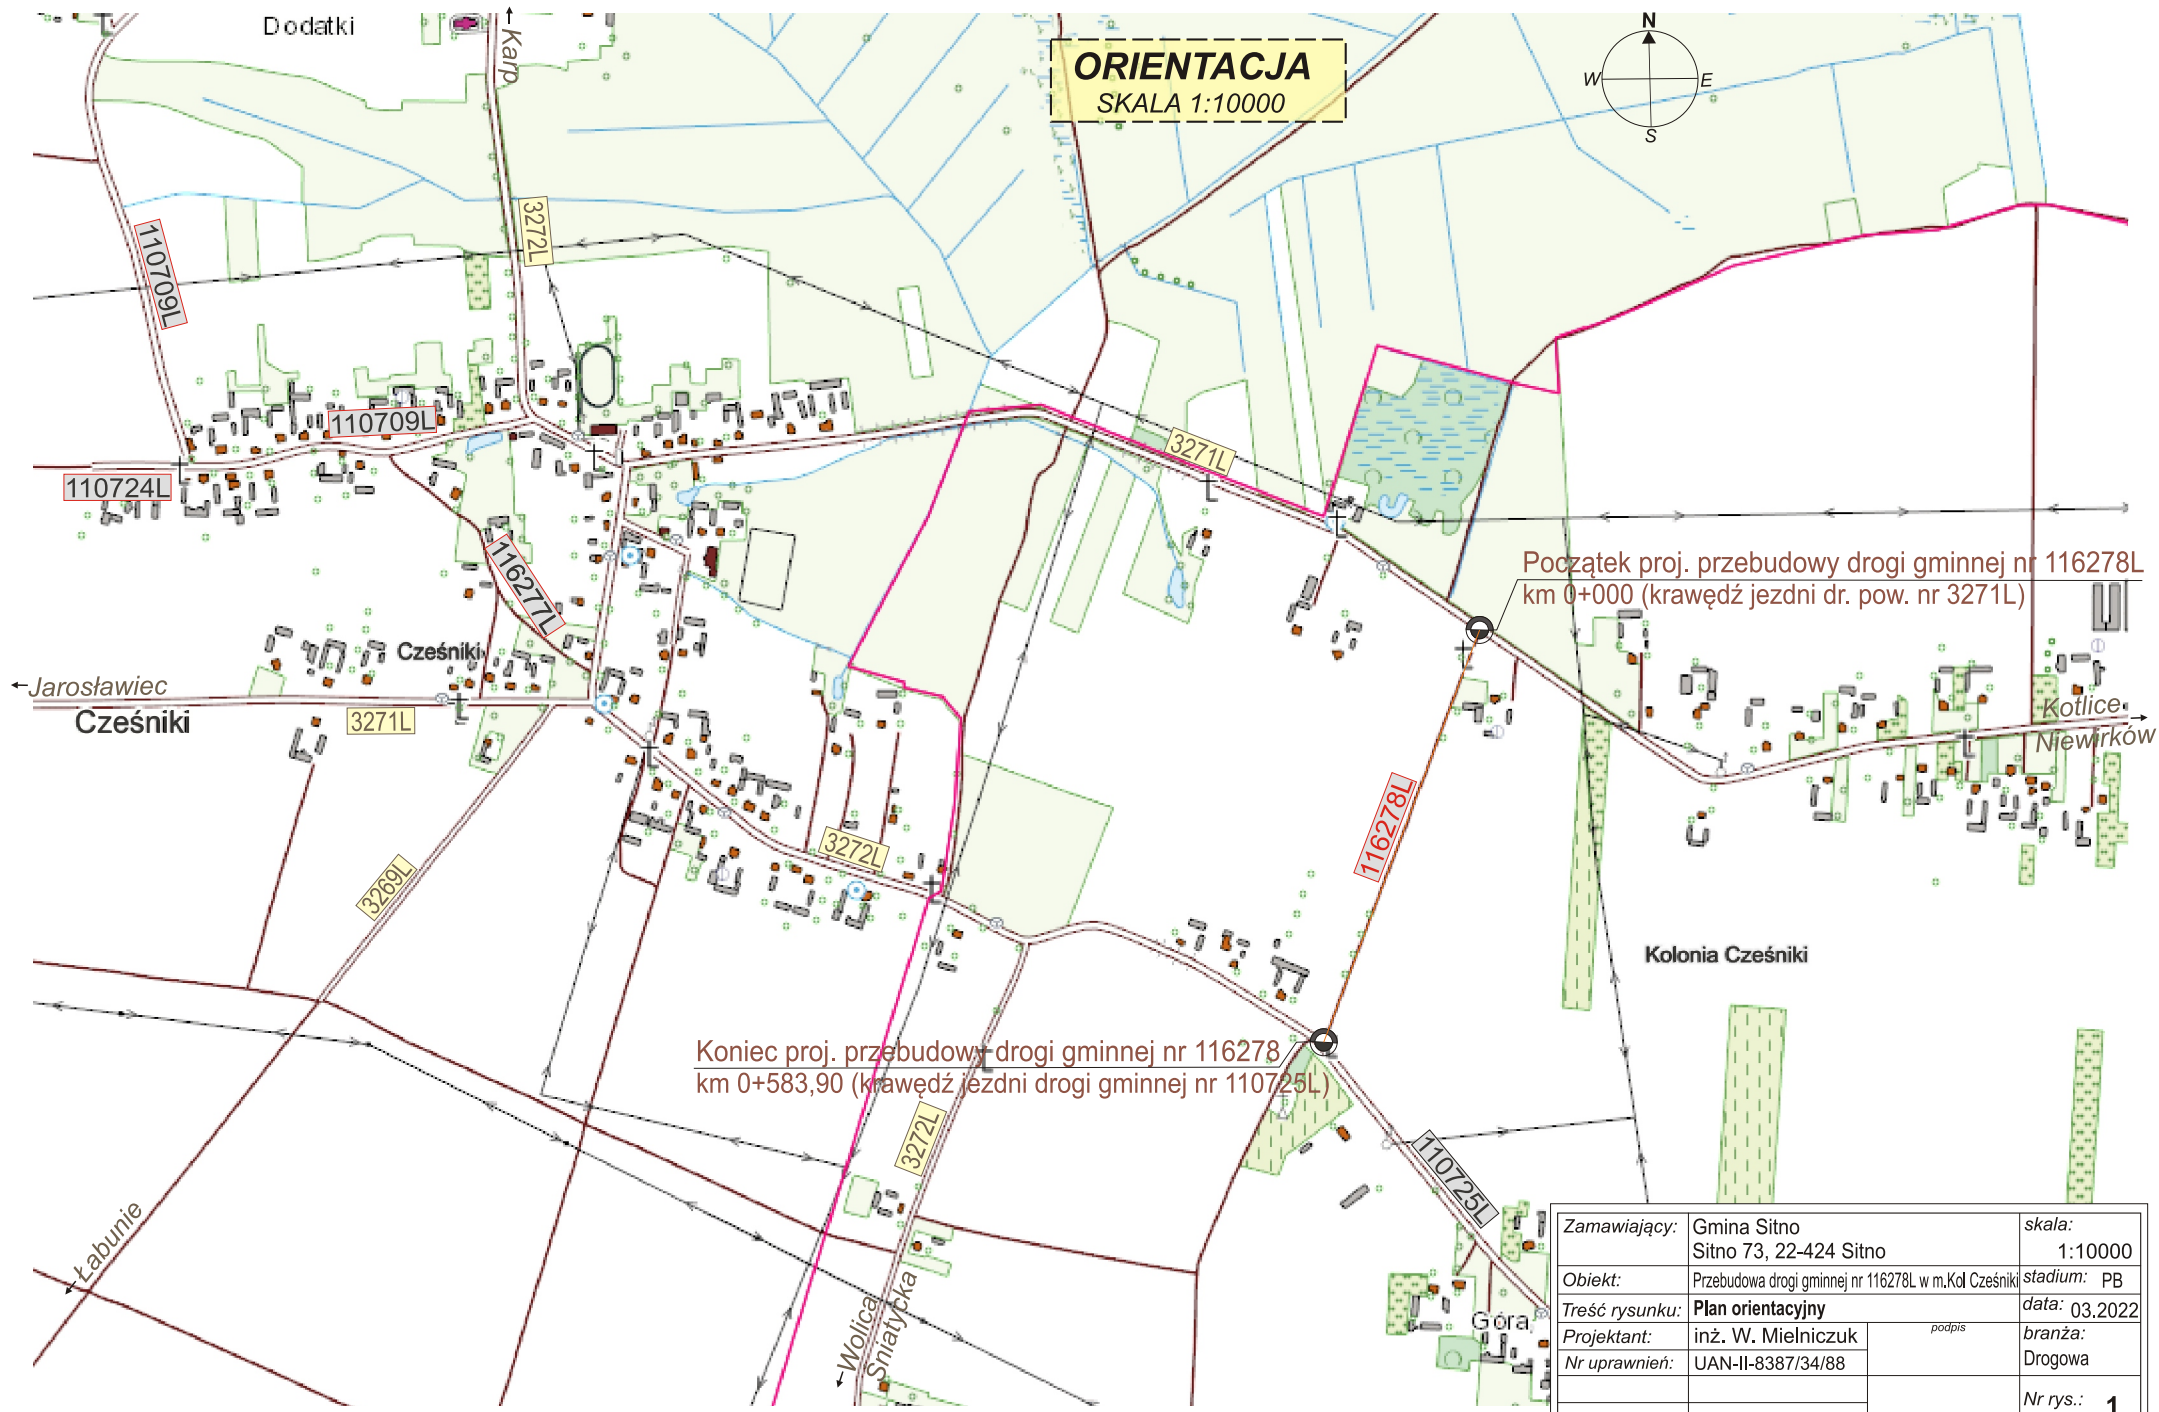 Dodatki
Karp
ORIENTACJA
SKALA 1:10000
N
W
E
S
3272L
110709L
110709L
110724L
3271L
116277L
Początek proj. przebudowy drogi gminnej nr 116278L
km 0+000 (krawędź jezdni dr. pow. nr 3271L)
Cześniki
Jarosławiec
Cześniki
3271L
Kotlice
Niewirków
116278L
3272L
3269L
Kolonia Cześniki
Koniec proj. przebudowy drogi gminnej nr 116278
km 0+583,90 (krawędź jezdni drogi gminnej nr 110725L)
3272L
110725L
Łabunie
Wolica
Śniatycka
Góra
Zamawiający: Gmina Sitno skala:
Sitno 73, 22-424 Sitno 1:10000
Obiekt: Przebudowa drogi gminnej nr 116278L w m.Kol Cześniki stadium: PB
Treść rysunku: Plan orientacyjny data: 03.2022
Projektant: inż. W. Mielniczuk podpis branża:
Nr uprawnień: UAN-II-8387/34/88 Drogowa
Nr rys.: 1